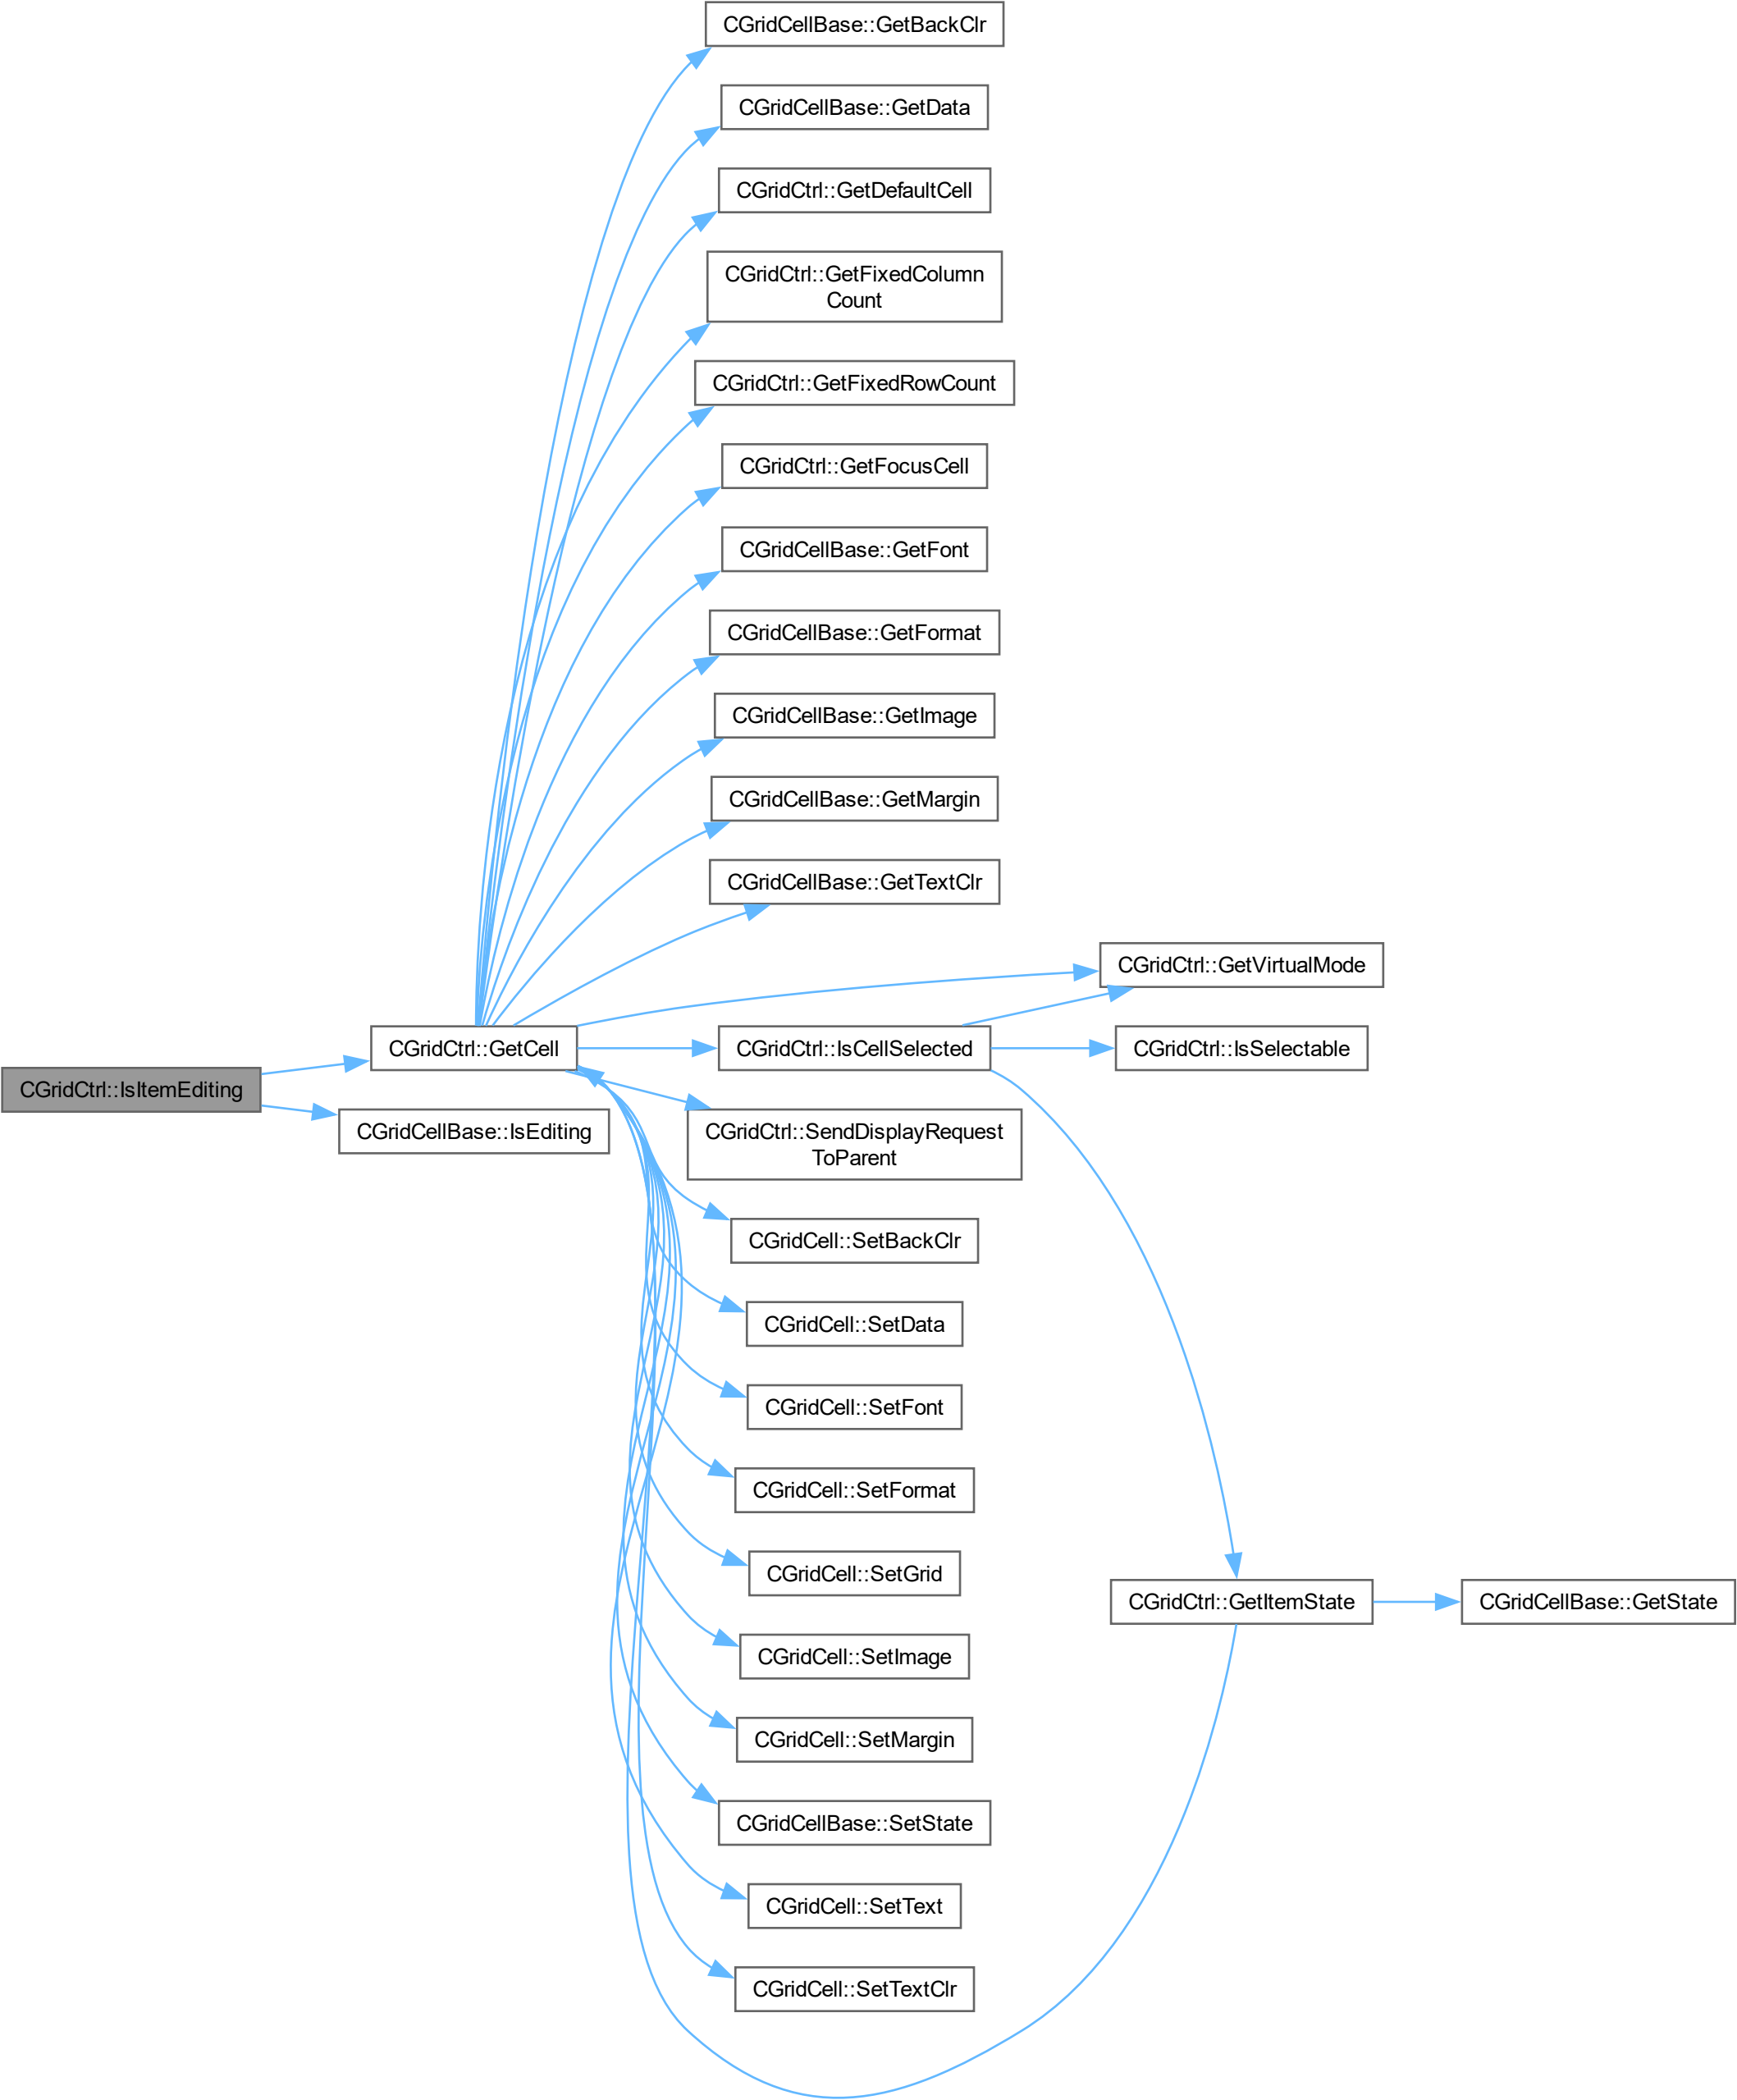 CGridCellBase::GetBackClr
CGridCellBase::GetData
CGridCtrl::GetDefaultCell
CGridCtrl::GetFixedColumn
Count
CGridCtrl::GetFixedRowCount
CGridCtrl::GetFocusCell
CGridCellBase::GetFont
CGridCellBase::GetFormat
CGridCellBase::GetImage
CGridCellBase::GetMargin
CGridCellBase::GetTextClr
CGridCtrl::GetVirtualMode
CGridCtrl::GetCell
CGridCtrl::IsCellSelected
CGridCtrl::IsSelectable
CGridCtrl::IsItemEditing
CGridCellBase::IsEditing
CGridCtrl::SendDisplayRequest
ToParent
CGridCell::SetBackClr
CGridCell::SetData
CGridCell::SetFont
CGridCell::SetFormat
CGridCell::SetGrid
CGridCtrl::GetItemState
CGridCellBase::GetState
CGridCell::SetImage
CGridCell::SetMargin
CGridCellBase::SetState
CGridCell::SetText
CGridCell::SetTextClr